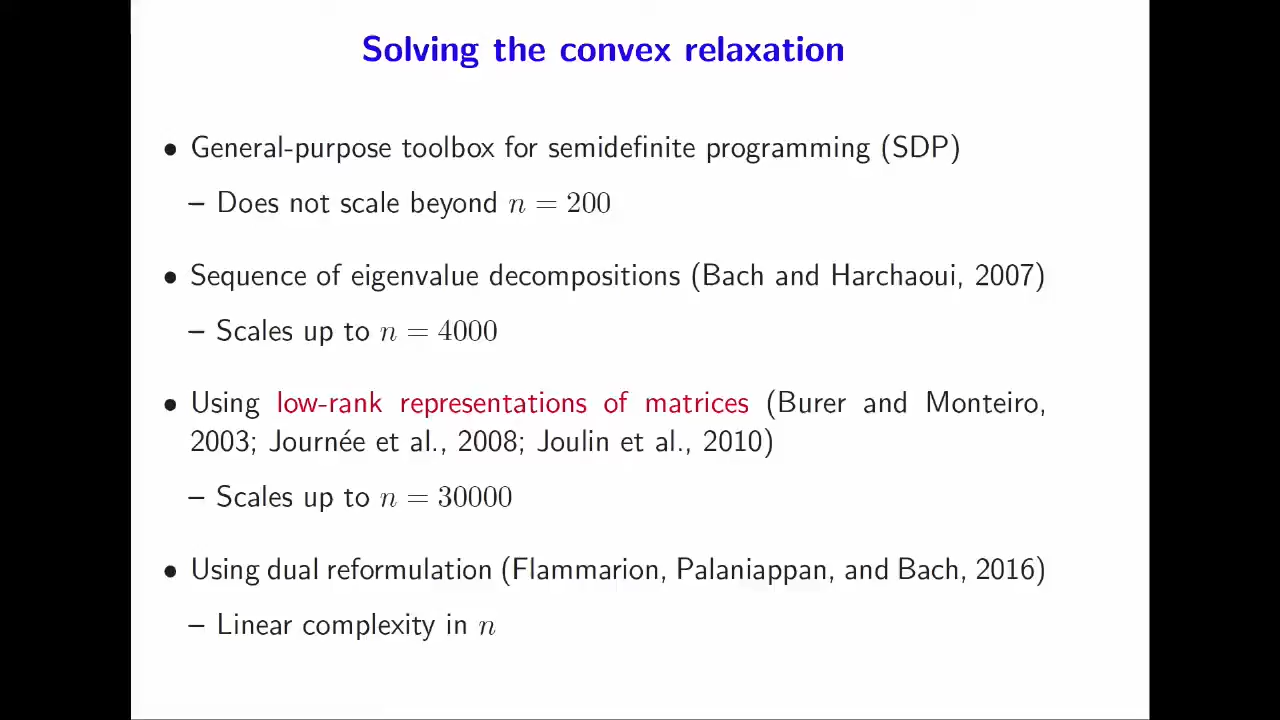 Solving the convex relaxation
• General-purpose toolbox for semidefinite programming (SDP)
– Does not scale beyond n = 200
• Sequence of eigenvalue decompositions (Bach and Harchaoui, 2007)
– Scales up to n = 4000
• Using low-rank representations of matrices (Burer and Monteiro,
2003; Journée et al., 2008; Joulin et al., 2010)
– Scales up to n = 30000
• Using dual reformulation (Flammarion, Palaniappan, and Bach, 2016)
– Linear complexity in n